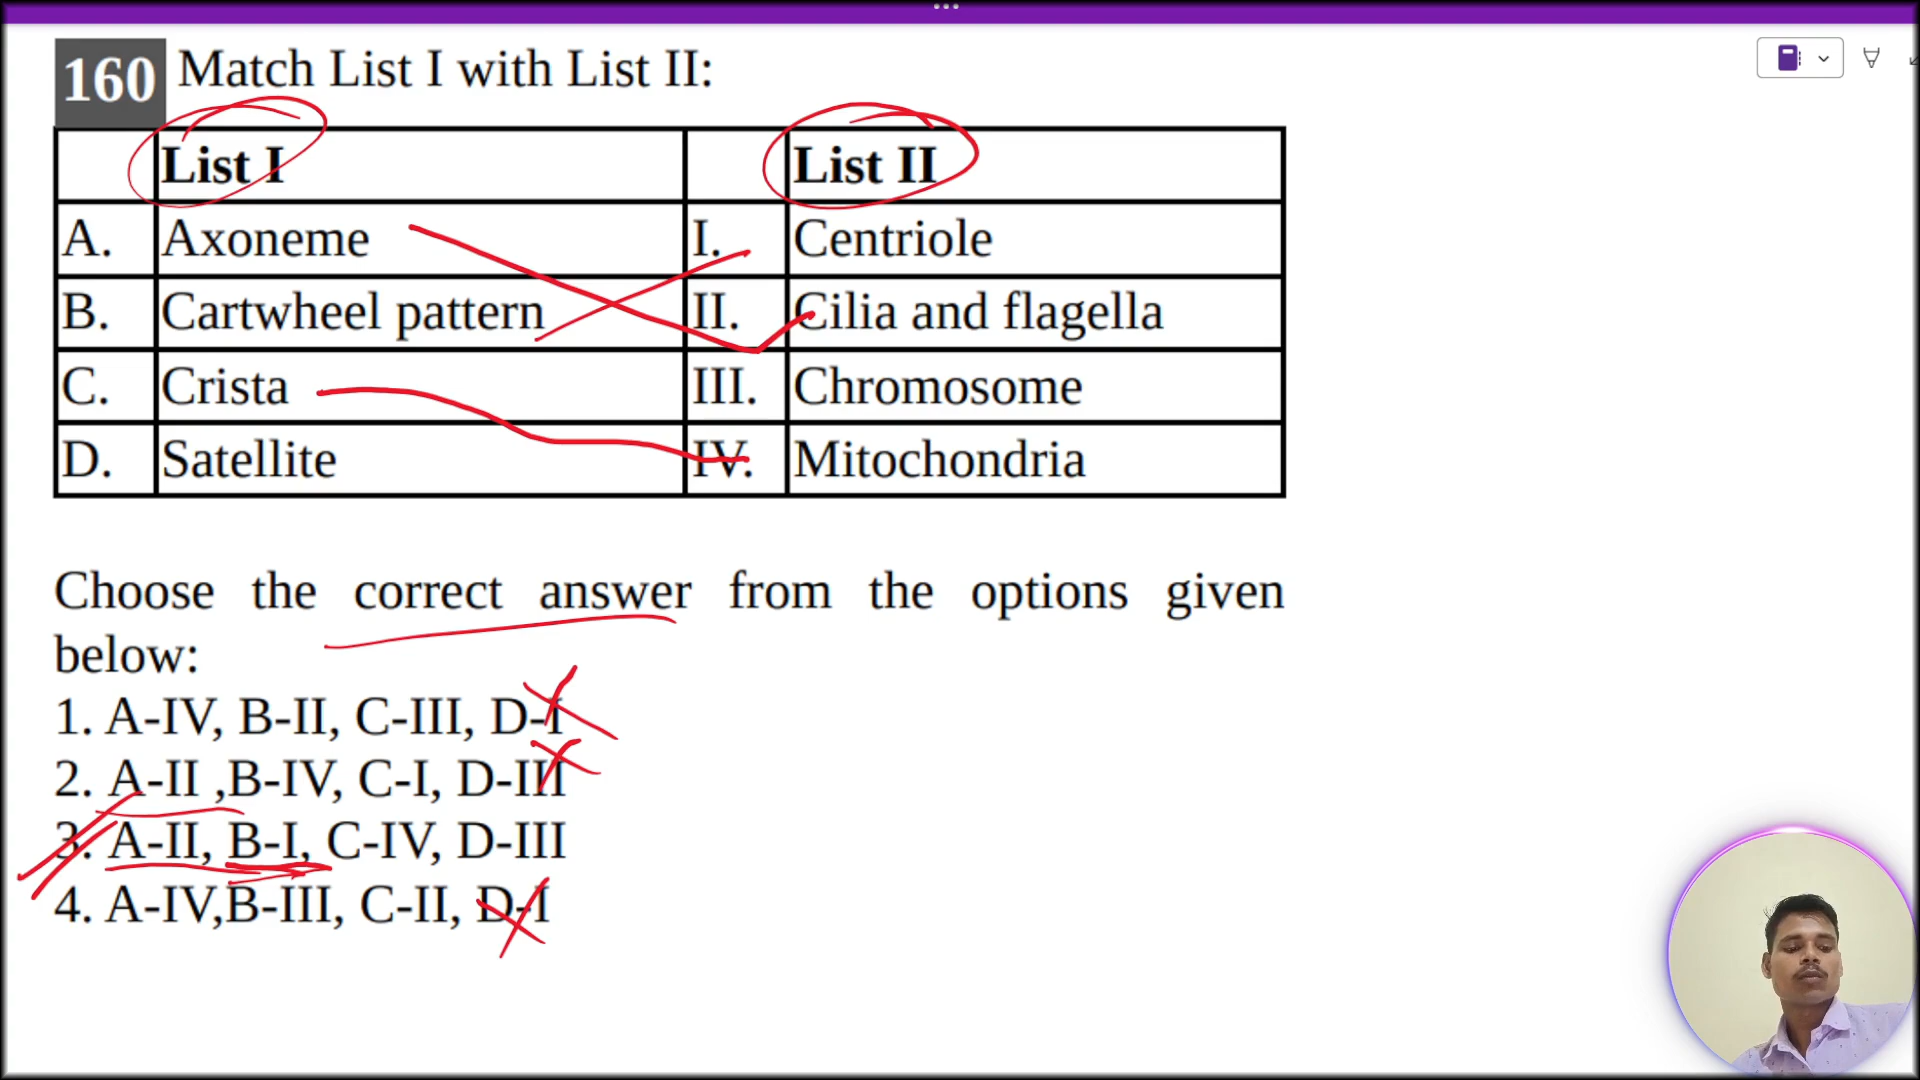 160 Match List I with List II:
List I List II
A. Axoneme I. Centriole
B. Cartwheel pattern II. Cilia and flagella
C. Crista III. Chromosome
D. Satellite IV. Mitochondria
Choose the correct answer from the options given
below:
1. A-IV, B-II, C-III, D-I
2. A-II ,B-IV, C-I, D-III
3. A-II, B-I, C-IV, D-III
4. A-IV,B-III, C-II, D-I